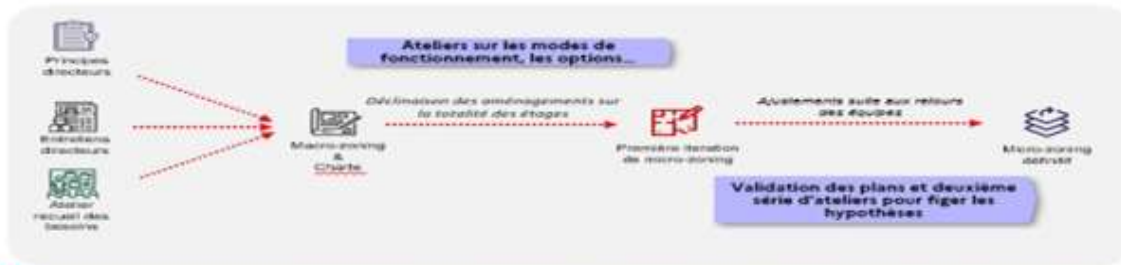 Principes
directeurs
Entretiens
directeurs
Atelier
recueil des
besoins
Macro-zoning
&
Charte
Ateliers sur les modes de
fonctionnement, les options...
Déclinaison des aménagements sur
la totalité des étages
Première itération
de micro-zoning
Ajustements suite aux retours
des équipes
Validation des plans et deuxième
série d'ateliers pour figer les
hypothèses
Micro-zoning
définitif